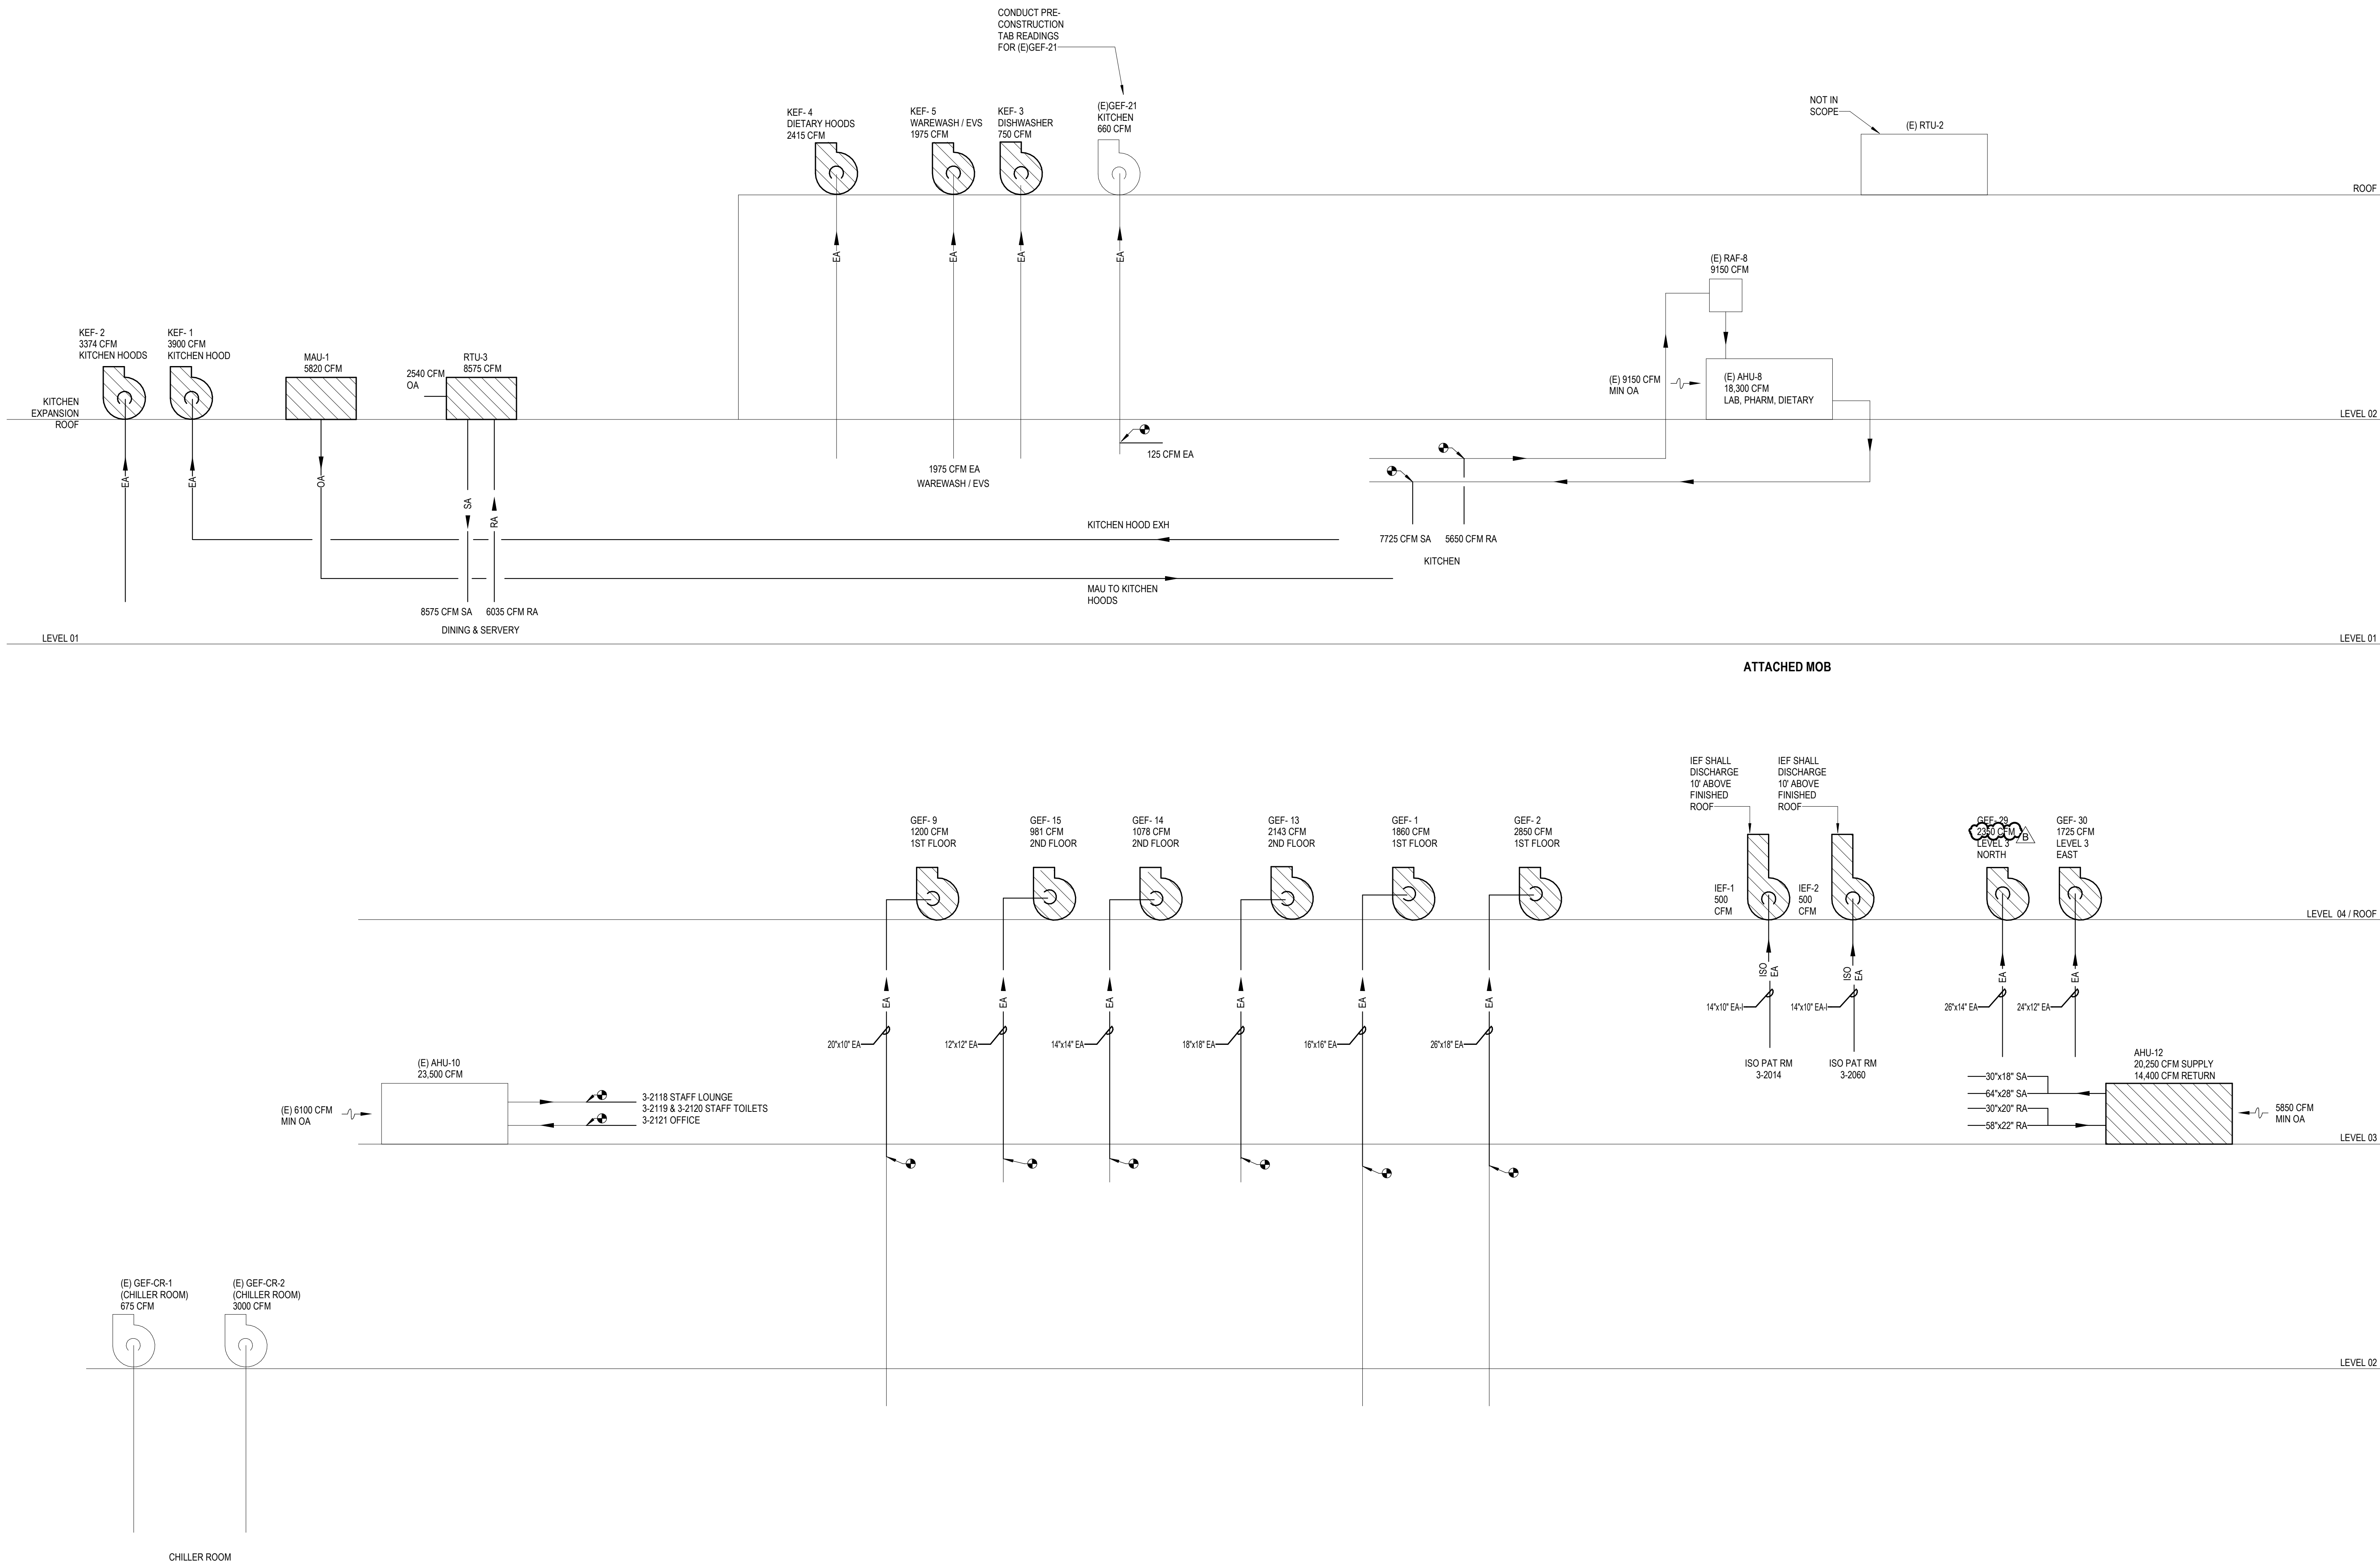 CONDUCT PRE-
CONSTRUCTION
TAB READINGS
FOR (E)GEF-21
KEF- 4
DIETARY HOODS
2415 CFM
KEF- 5
WAREWASH / EVS
1975 CFM
KEF- 3
DISHWASHER
750 CFM
(E)GEF-21
KITCHEN
660 CFM
NOT IN
SCOPE
(E) RTU-2
ROOF
EA
EA
EA
EA
(E) RAF-8
9150 CFM
KEF- 2
3374 CFM
KITCHEN HOODS
KEF- 1
3900 CFM
KITCHEN HOOD
MAU-1
5820 CFM
2540 CFM
OA
RTU-3
8575 CFM
(E) 9150 CFM
MIN OA
(E) AHU-8
18,300 CFM
LAB, PHARM, DIETARY
KITCHEN
EXPANSION
ROOF
LEVEL 02
125 CFM EA
1975 CFM EA
WAREWASH / EVS
EA
EA
OA
SA
RA
KITCHEN HOOD EXH
7725 CFM SA
5650 CFM RA
KITCHEN
MAU TO KITCHEN
HOODS
8575 CFM SA
6035 CFM RA
DINING & SERVERY
LEVEL 01
LEVEL 01
ATTACHED MOB
IEF SHALL
DISCHARGE
10' ABOVE
FINISHED
ROOF
IEF SHALL
DISCHARGE
10' ABOVE
FINISHED
ROOF
GEF- 9
1200 CFM
1ST FLOOR
GEF- 15
981 CFM
2ND FLOOR
GEF- 14
1078 CFM
2ND FLOOR
GEF- 13
2143 CFM
2ND FLOOR
GEF- 1
1860 CFM
1ST FLOOR
GEF- 2
2850 CFM
1ST FLOOR
GEF- 29
2350 CFM
LEVEL 3
NORTH
B
GEF- 30
1725 CFM
LEVEL 3
EAST
IEF-1
500
CFM
IEF-2
500
CFM
LEVEL 04 / ROOF
EA
EA
EA
EA
EA
EA
ISO
EA
ISO
EA
EA
EA
14"x10" EA-I
14"x10" EA-I
26"x14" EA
24"x12" EA
20"x10" EA
12"x12" EA
14"x14" EA
18"x18" EA
16"x16" EA
26"x18" EA
ISO PAT RM
3-2014
ISO PAT RM
3-2060
AHU-12
20,250 CFM SUPPLY
14,400 CFM RETURN
(E) AHU-10
23,500 CFM
(E) 6100 CFM
MIN OA
3-2118 STAFF LOUNGE
3-2119 & 3-2120 STAFF TOILETS
3-2121 OFFICE
30"x18" SA
64"x28" SA
30"x20" RA
58"x22" RA
5850 CFM
MIN OA
LEVEL 03
(E) GEF-CR-1
(CHILLER ROOM)
675 CFM
(E) GEF-CR-2
(CHILLER ROOM)
3000 CFM
LEVEL 02
CHILLER ROOM